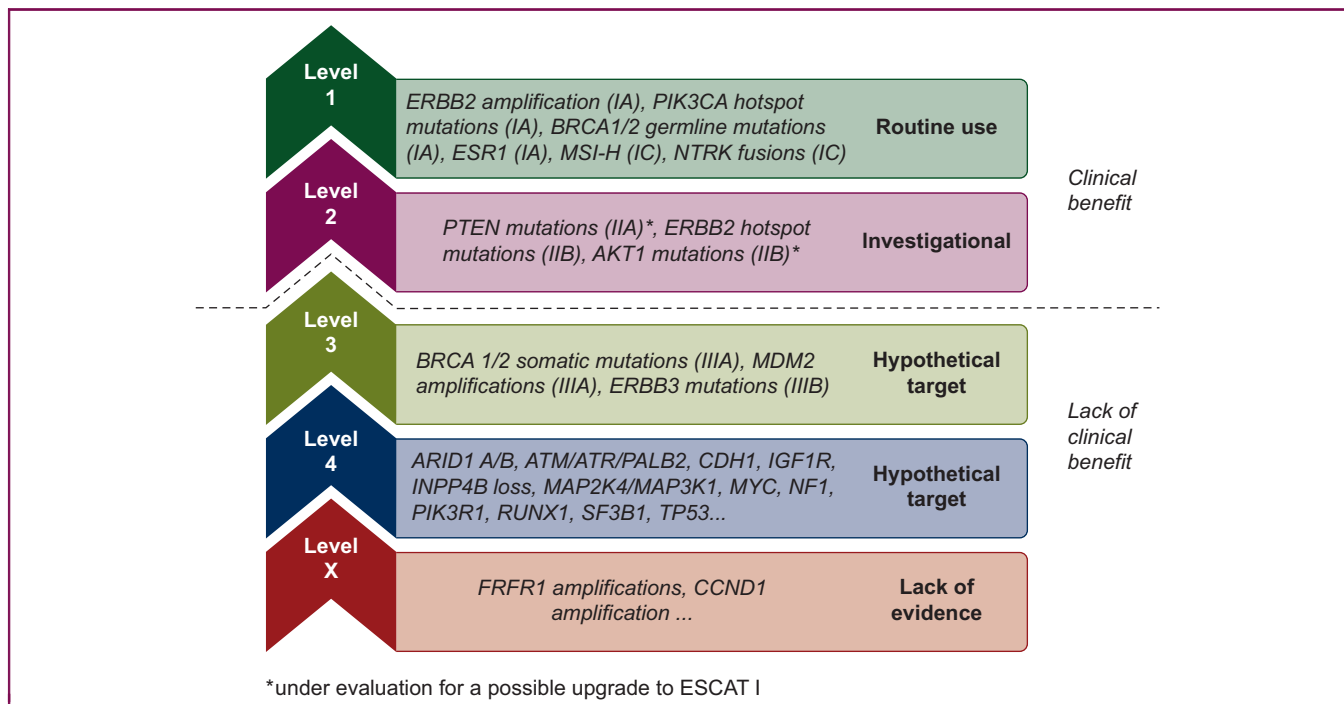 Level
1
ERBB2 amplification (IA), PIK3CA hotspot
mutations (IA), BRCA1/2 germline mutations
(IA), ESR1 (IA), MSI-H (IC), NTRK fusions (IC)
Routine use
Level
2
PTEN mutations (IIA)*, ERBB2 hotspot
mutations (IIB), AKT1 mutations (IIB)*
Investigational
Clinical
benefit
Level
3
BRCA 1/2 somatic mutations (IIIA), MDM2
amplifications (IIIA), ERBB3 mutations (IIIB)
Hypothetical
target
Level
4
ARID1 A/B, ATM/ATR/PALB2, CDH1, IGF1R,
INPP4B loss, MAP2K4/MAP3K1, MYC, NF1,
PIK3R1, RUNX1, SF3B1, TP53...
Hypothetical
target
Lack of
clinical
benefit
Level
X
FRFR1 amplifications, CCND1
amplification ...
Lack of
evidence
*under evaluation for a possible upgrade to ESCAT I